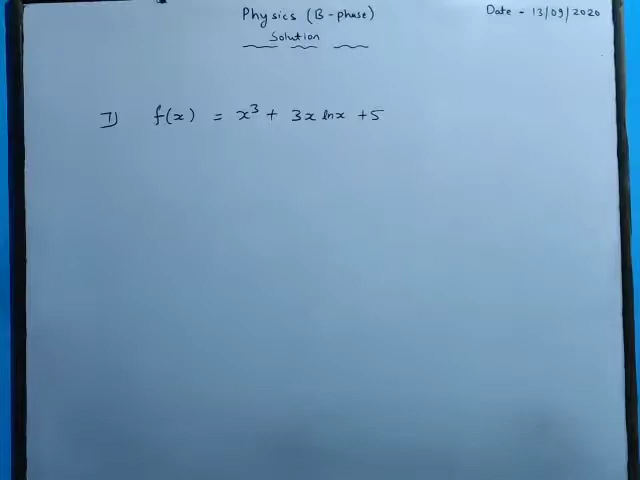 Physics (B-phase)
Date - 13/09/2020
Solution
1) f(x) = x³ + 3x lnx + 5